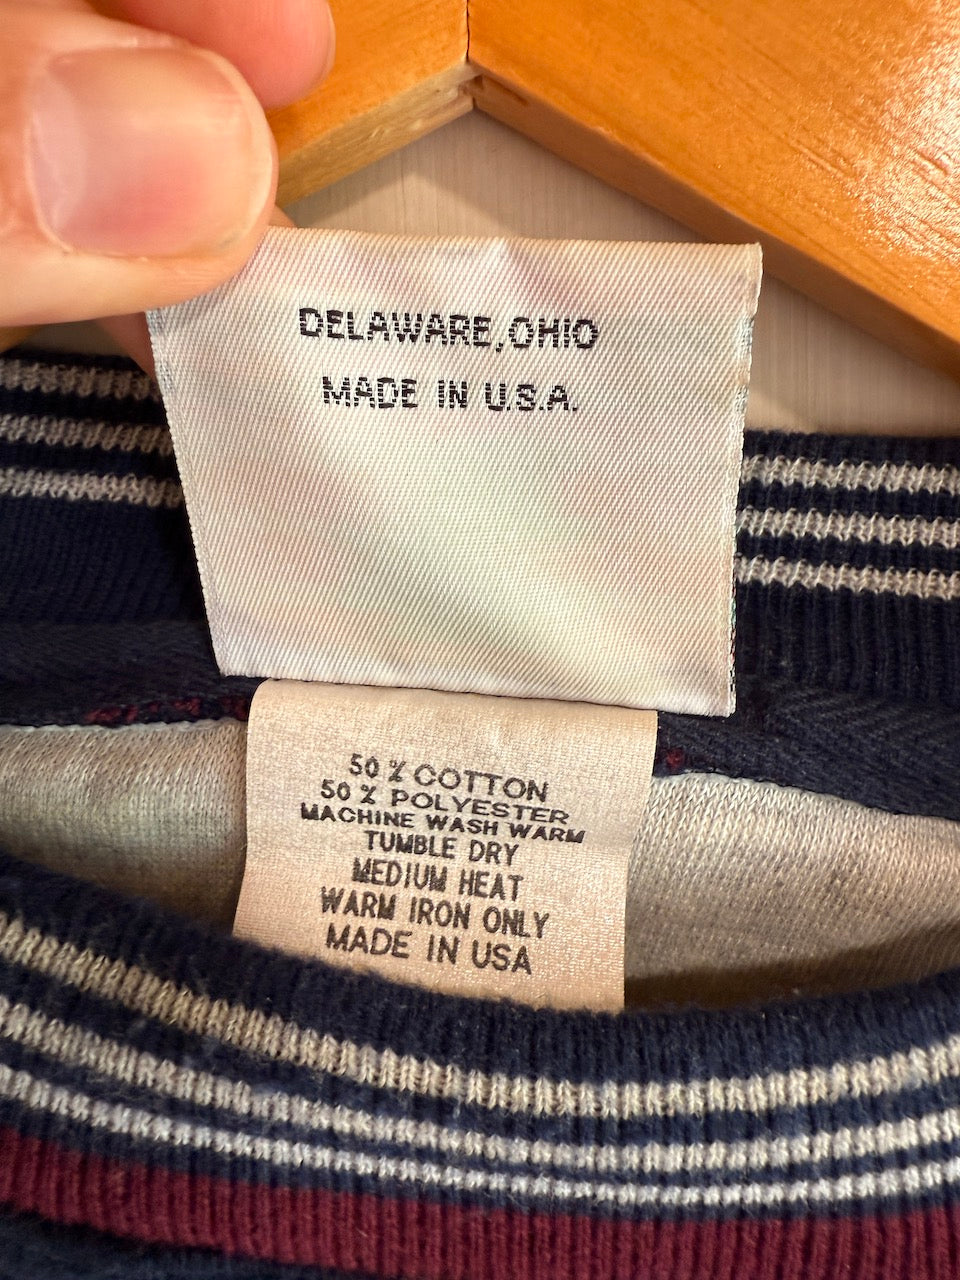 DELAWARE, OHIO
MADE IN U.S.A.
50 % COTTON
50 % POLYESTER
MACHINE WASH WARM
TUMBLE DRY
MEDIUM HEAT
WARM IRON ONLY
MADE IN USA